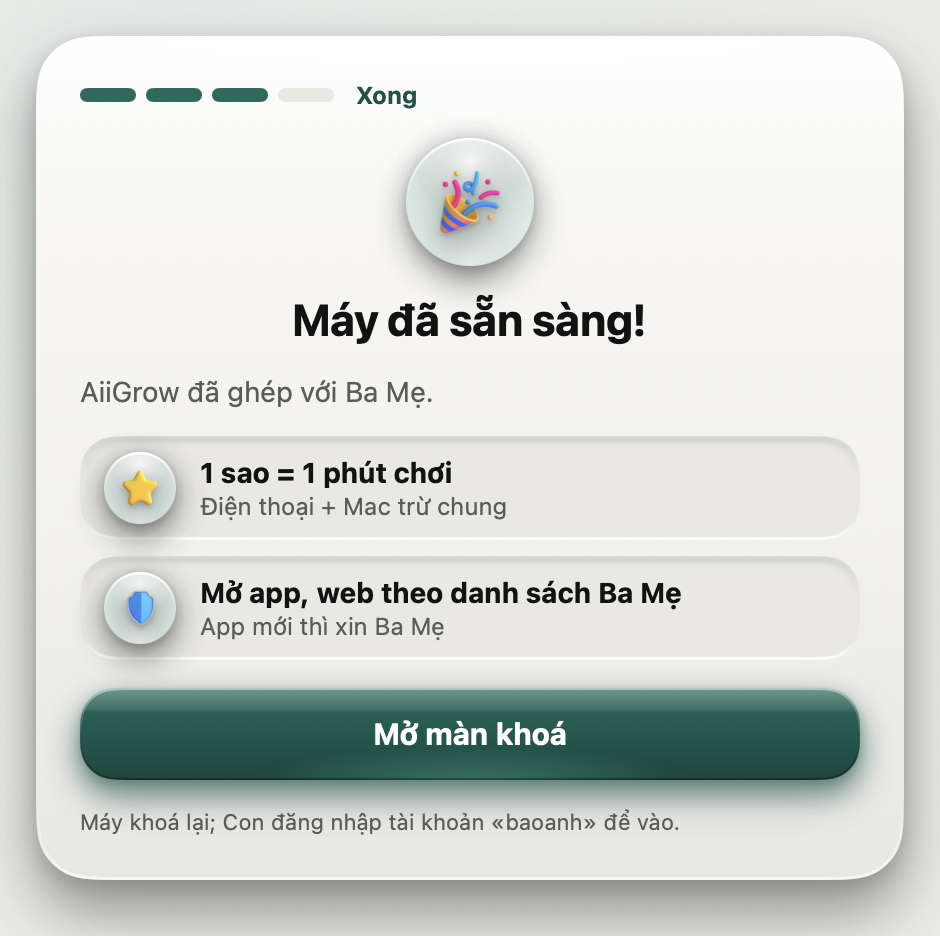 Xong
Máy đã sẵn sàng!
AiiGrow đã ghép với Ba Mẹ.
1 sao = 1 phút chơi
Điện thoại + Mac trừ chung
Mở app, web theo danh sách Ba Mẹ
App mới thì xin Ba Mẹ
Mở màn khoá
Máy khoá lại; Con đăng nhập tài khoản «baoanh» để vào.